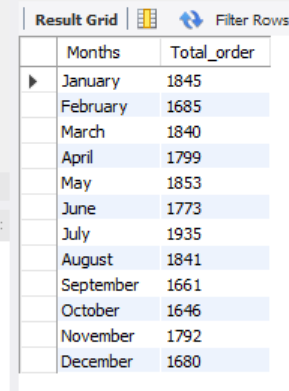 Result Grid Filter Rows
Months Total_order
January 1845
February 1685
March 1840
April 1799
May 1853
June 1773
July 1935
August 1841
September 1661
October 1646
November 1792
December 1680